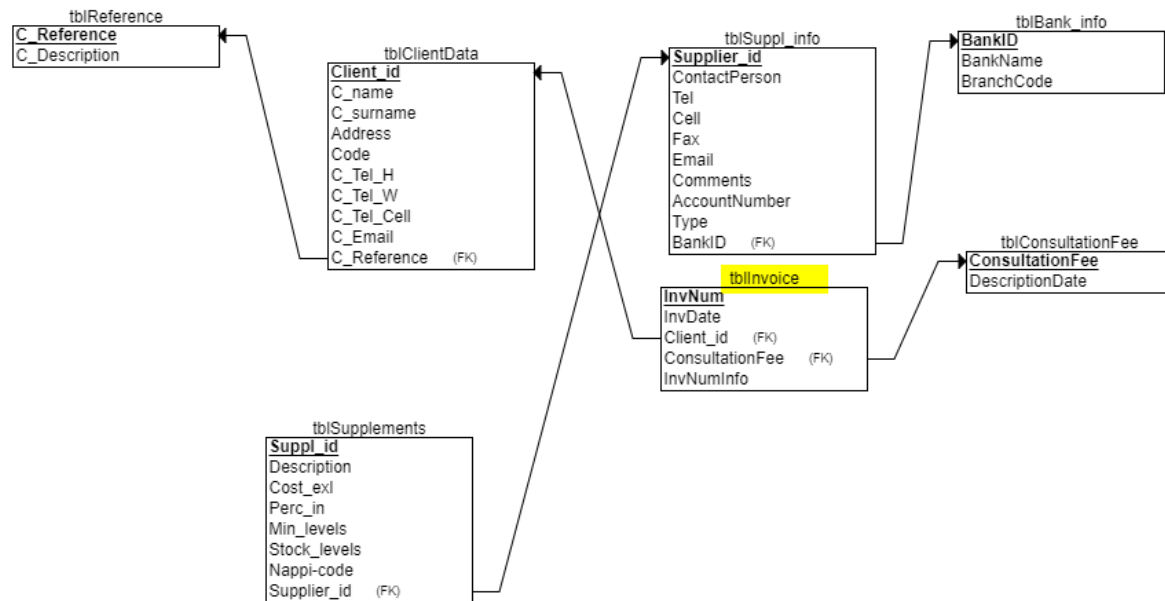 tblReference
C_Reference
C_Description
tblClientData
Client_id
C_name
C_surname
Address
Code
C_Tel_H
C_Tel_W
C_Tel_Cell
C_Email
C_Reference (FK)
tblSuppl_info
Supplier_id
ContactPerson
Tel
Cell
Fax
Email
Comments
AccountNumber
Type
BankID (FK)
tblBank_info
BankID
BankName
BranchCode
tblConsultationFee
ConsultationFee
DescriptionDate
tblInvoice
InvNum
InvDate
Client_id (FK)
ConsultationFee (FK)
InvNumInfo
tblSupplements
Suppl_id
Description
Cost_exl
Perc_in
Min_levels
Stock_levels
Nappi-code
Supplier_id (FK)